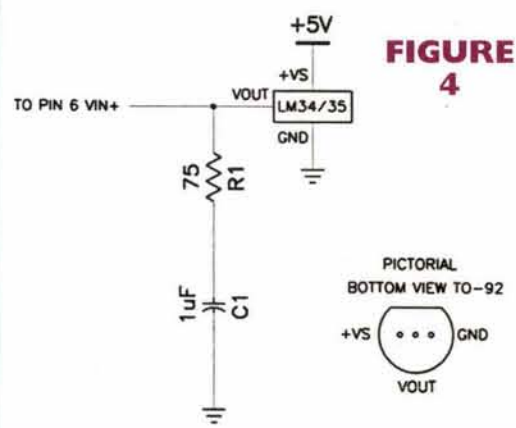 +5V
FIGURE
4
+VS
VOUT
LM34/35
TO PIN 6 VIN+
GND
75
R1
1uF
C1
PICTORIAL
BOTTOM VIEW TO-92
+VS
GND
VOUT